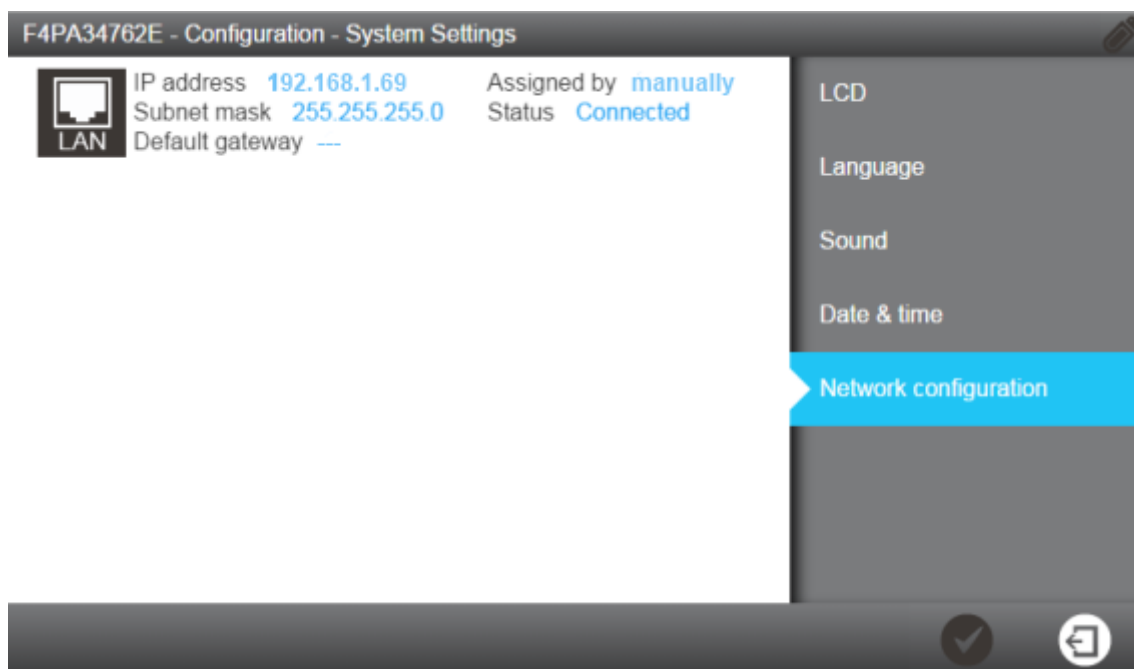 F4PA34762E - Configuration - System Settings
IP address 192.168.1.69 Assigned by manually
Subnet mask 255.255.255.0 Status Connected
LAN Default gateway ---
LCD
Language
Sound
Date & time
Network configuration